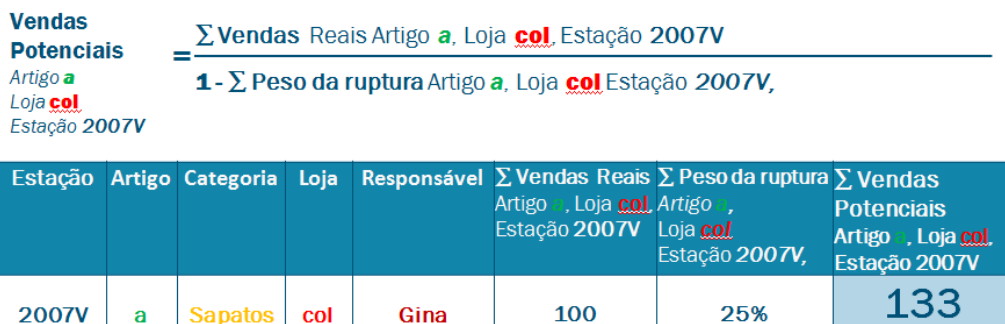 Vendas
Potenciais
Artigo a
Loja col
Estação 2007V
=
∑ Vendas Reais Artigo a, Loja col, Estação 2007V
1 - ∑ Peso da ruptura Artigo a, Loja col Estação 2007V,
Estação Artigo Categoria Loja Responsável ∑ Vendas Reais Artigo a, Loja col, Estação 2007V ∑ Peso da ruptura Artigo a, Loja col Estação 2007V, ∑ Vendas Potenciais Artigo a, Loja col, Estação 2007V
2007V a Sapatos col Gina 100 25% 133